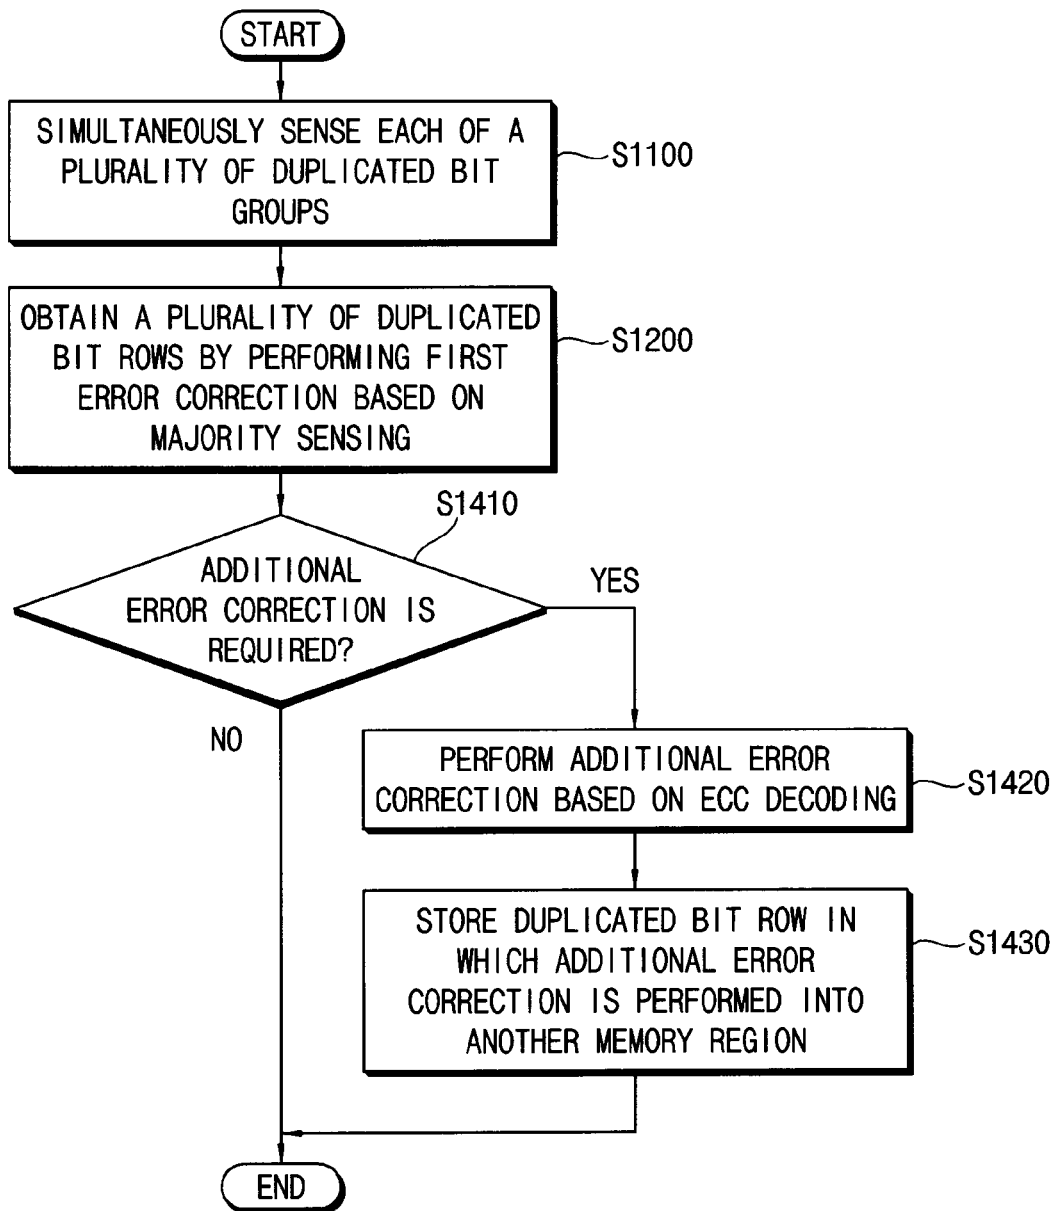 START
SIMULTANEOUSLY SENSE EACH OF A
PLURALITY OF DUPLICATED BIT
GROUPS
S1100
OBTAIN A PLURALITY OF DUPLICATED
BIT ROWS BY PERFORMING FIRST
ERROR CORRECTION BASED ON
MAJORITY SENSING
S1200
S1410
ADDITIONAL
ERROR CORRECTION IS
REQUIRED?
YES
NO
PERFORM ADDITIONAL ERROR
CORRECTION BASED ON ECC DECODING
S1420
STORE DUPLICATED BIT ROW IN
WHICH ADDITIONAL ERROR
CORRECTION IS PERFORMED INTO
ANOTHER MEMORY REGION
S1430
END